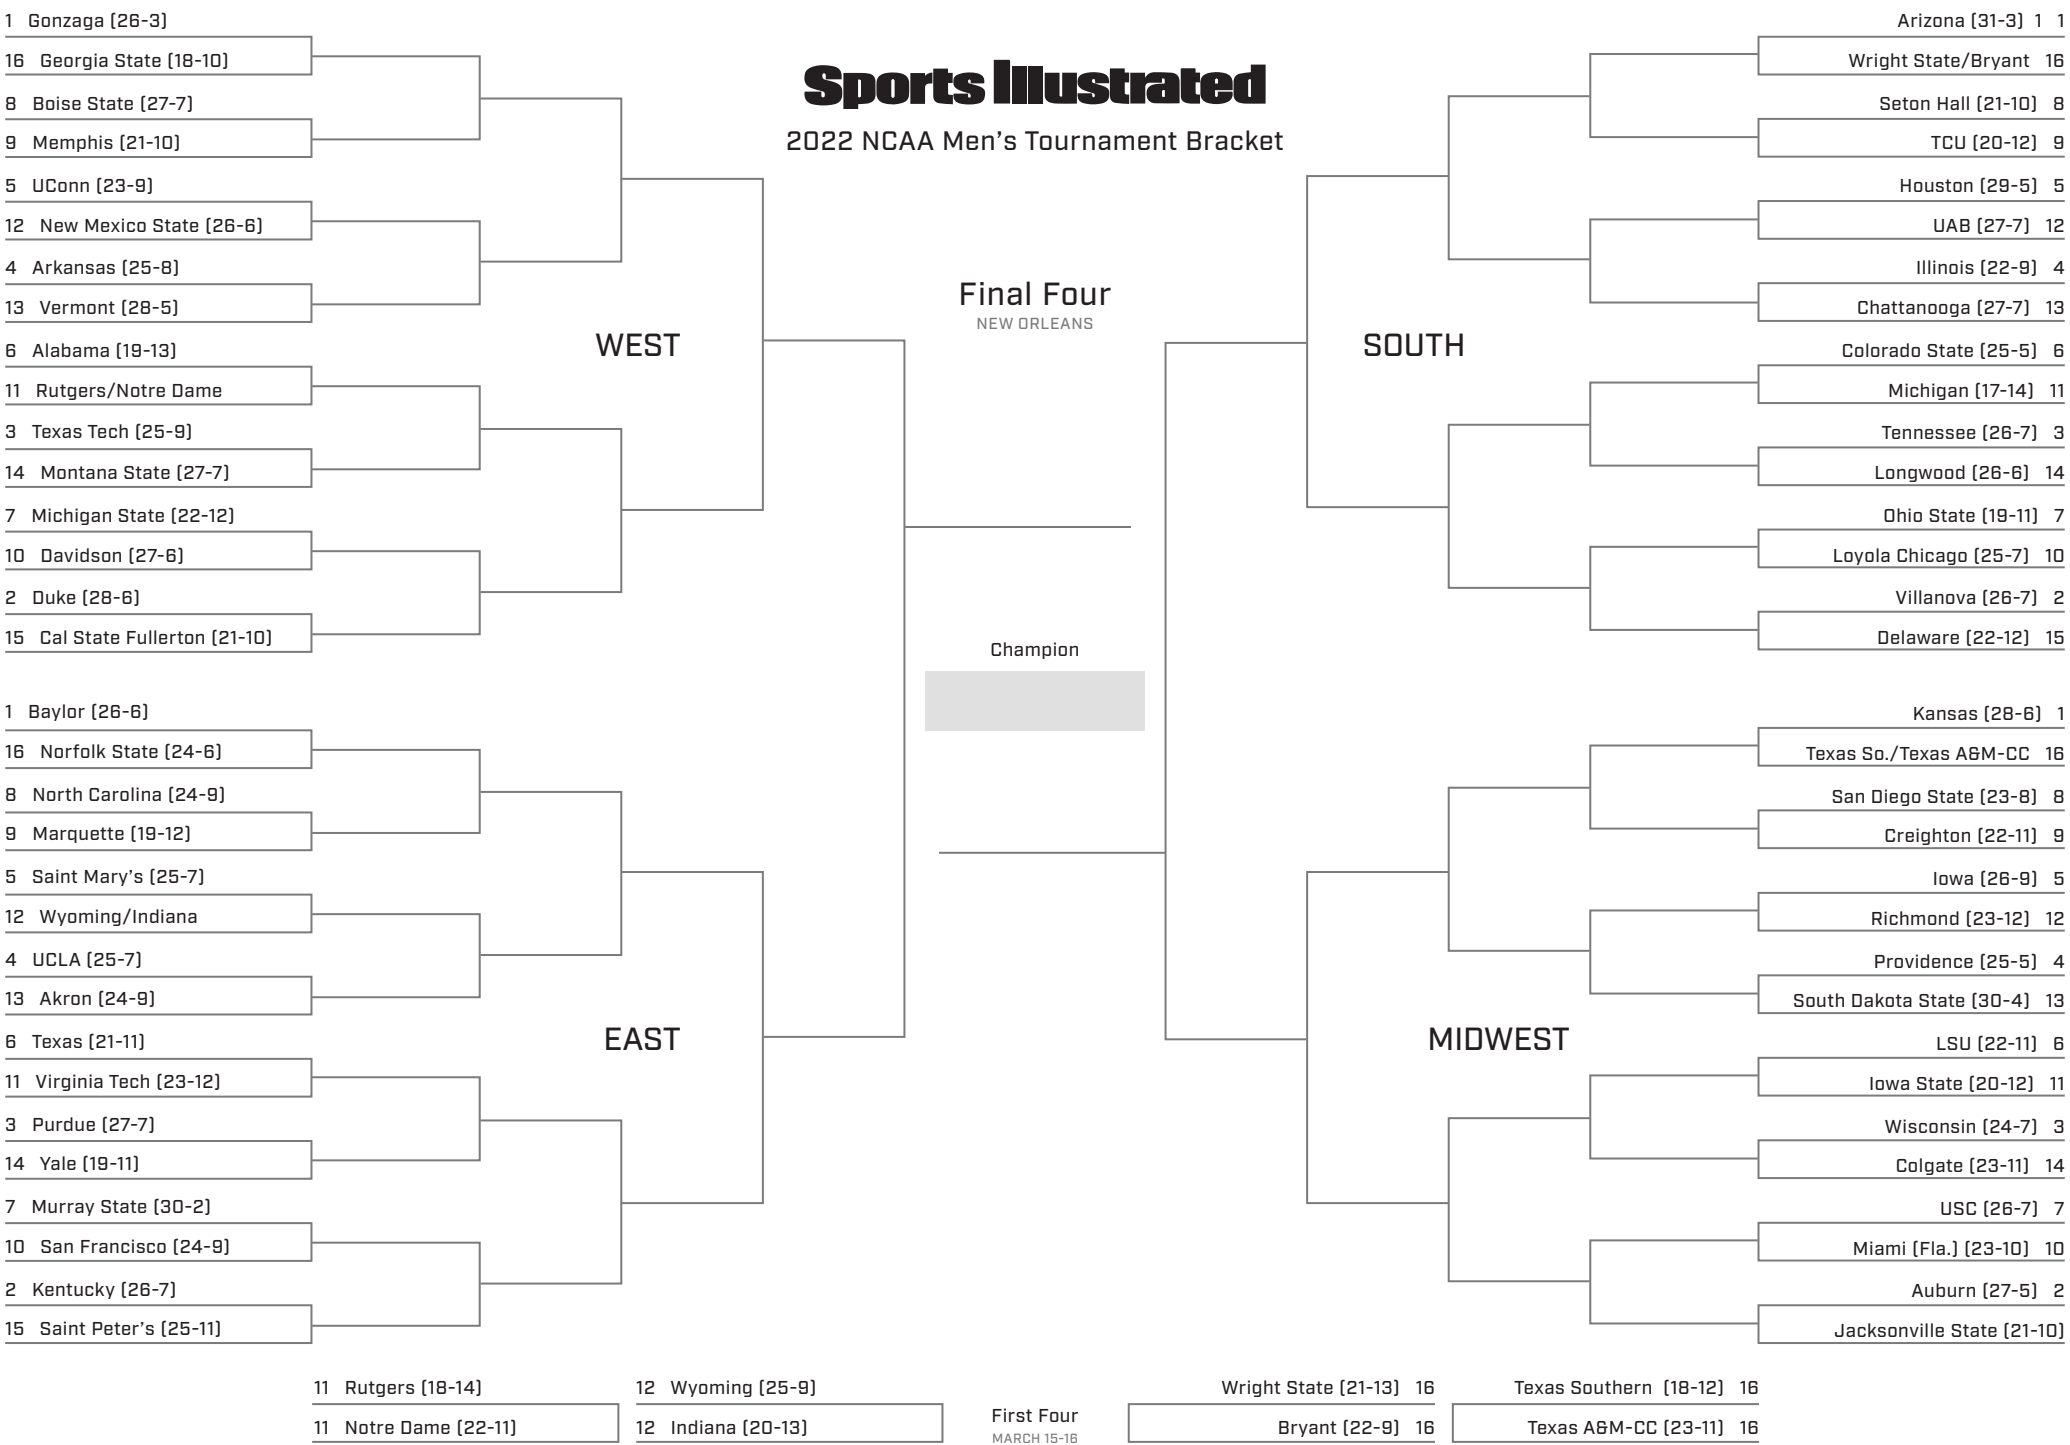 Sports Illustrated
2022 NCAA Men's Tournament Bracket
1 Gonzaga (26-3)
16 Georgia State (18-10)
8 Boise State (27-7)
9 Memphis (21-10)
5 UConn (23-9)
12 New Mexico State (26-6)
4 Arkansas (25-8)
13 Vermont (28-5)
WEST
6 Alabama (19-13)
11 Rutgers/Notre Dame
3 Texas Tech (25-9)
14 Montana State (27-7)
7 Michigan State (22-12)
10 Davidson (27-6)
2 Duke (28-6)
15 Cal State Fullerton (21-10)
1 Baylor (26-6)
16 Norfolk State (24-6)
8 North Carolina (24-9)
9 Marquette (19-12)
5 Saint Mary's (25-7)
12 Wyoming/Indiana
4 UCLA (25-7)
13 Akron (24-9)
EAST
6 Texas (21-11)
11 Virginia Tech (23-12)
3 Purdue (27-7)
14 Yale (19-11)
7 Murray State (30-2)
10 San Francisco (24-9)
2 Kentucky (26-7)
15 Saint Peter's (25-11)
Final Four
NEW ORLEANS
Champion
Arizona (31-3) 1 1
Wright State/Bryant 16
Seton Hall (21-10) 8
TCU (20-12) 9
Houston (29-5) 5
UAB (27-7) 12
Illinois (22-9) 4
Chattanooga (27-7) 13
SOUTH
Colorado State (25-5) 6
Michigan (17-14) 11
Tennessee (26-7) 3
Longwood (26-6) 14
Ohio State (19-11) 7
Loyola Chicago (25-7) 10
Villanova (26-7) 2
Delaware (22-12) 15
Kansas (28-6) 1
Texas So./Texas A&M-CC 16
San Diego State (23-8) 8
Creighton (22-11) 9
Iowa (26-9) 5
Richmond (23-12) 12
Providence (25-5) 4
South Dakota State (30-4) 13
MIDWEST
LSU (22-11) 6
Iowa State (20-12) 11
Wisconsin (24-7) 3
Colgate (23-11) 14
USC (26-7) 7
Miami (Fla.) (23-10) 10
Auburn (27-5) 2
Jacksonville State (21-10)
11 Rutgers (18-14)
11 Notre Dame (22-11)
12 Wyoming (25-9)
12 Indiana (20-13)
First Four
MARCH 15-16
Wright State (21-13) 16
Bryant (22-9) 16
Texas Southern (18-12) 16
Texas A&M-CC (23-11) 16